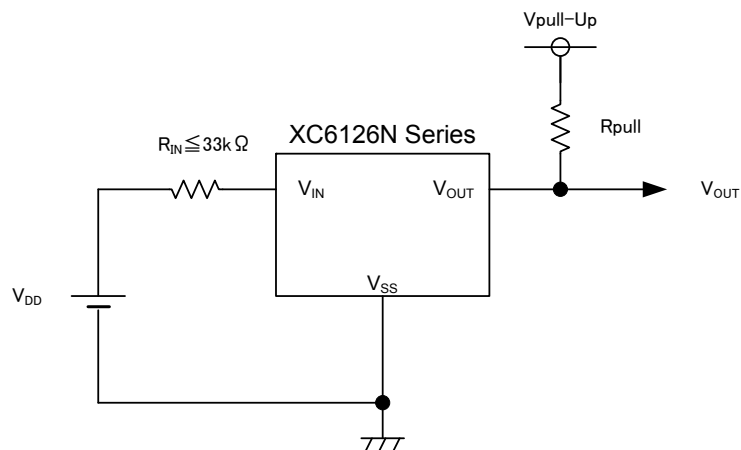 Vpull-Up
Rpull
XC6126N Series
RIN≦33kΩ
VIN
VOUT
VOUT
VSS
VDD